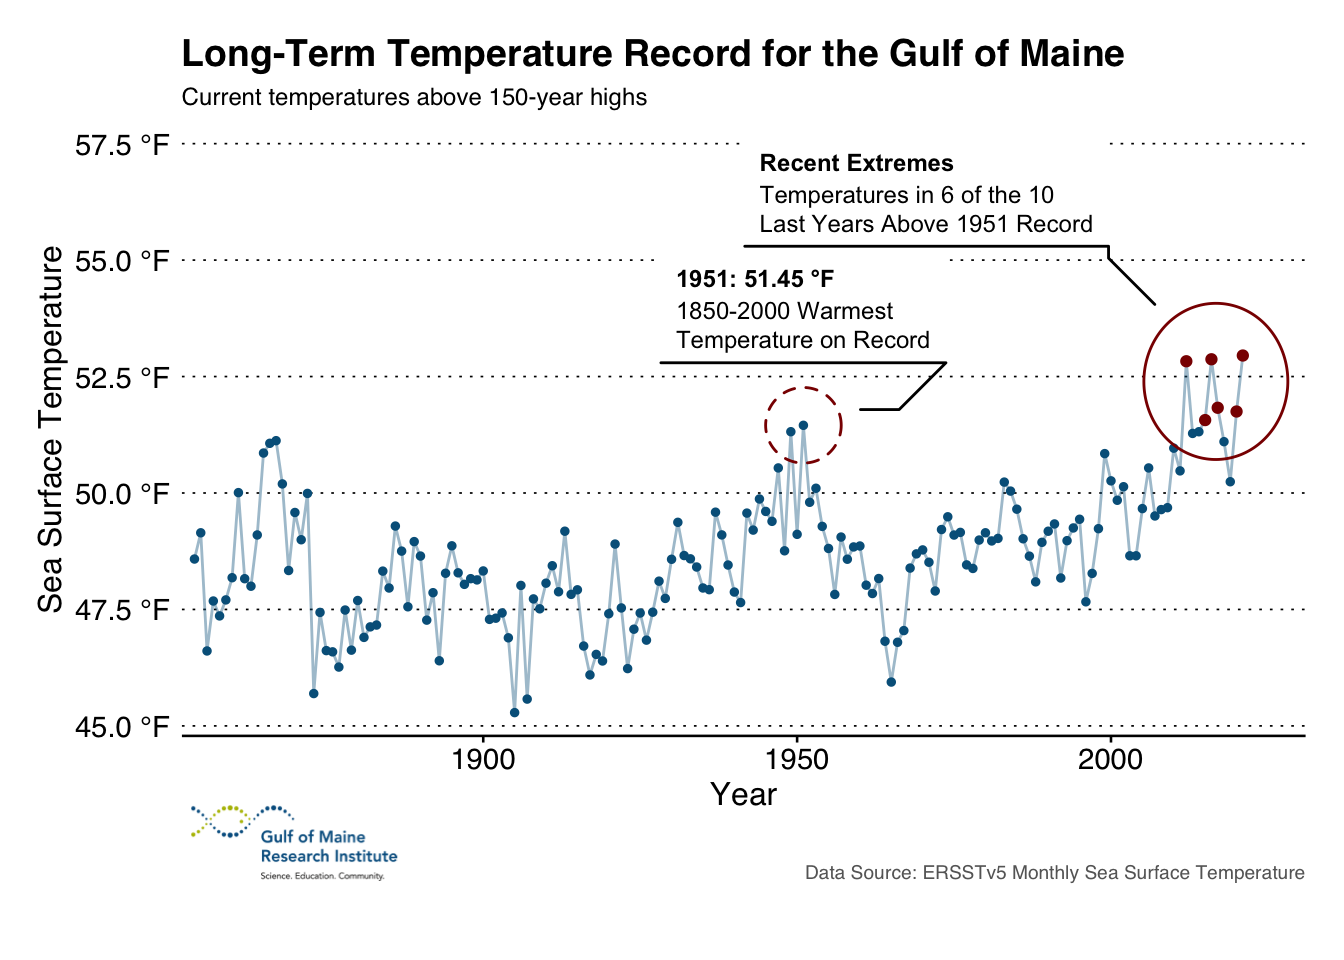 Long-Term Temperature Record for the Gulf of Maine
Current temperatures above 150-year highs
57.5 °F
Recent Extremes
Temperatures in 6 of the 10
Last Years Above 1951 Record
55.0 °F
1951: 51.45 °F
1850-2000 Warmest
Temperature on Record
52.5 °F
50.0 °F
47.5 °F
45.0 °F
Sea Surface Temperature
1900
1950
2000
Year
Gulf of Maine
Research Institute
Science. Education. Community.
Data Source: ERSSTv5 Monthly Sea Surface Temperature